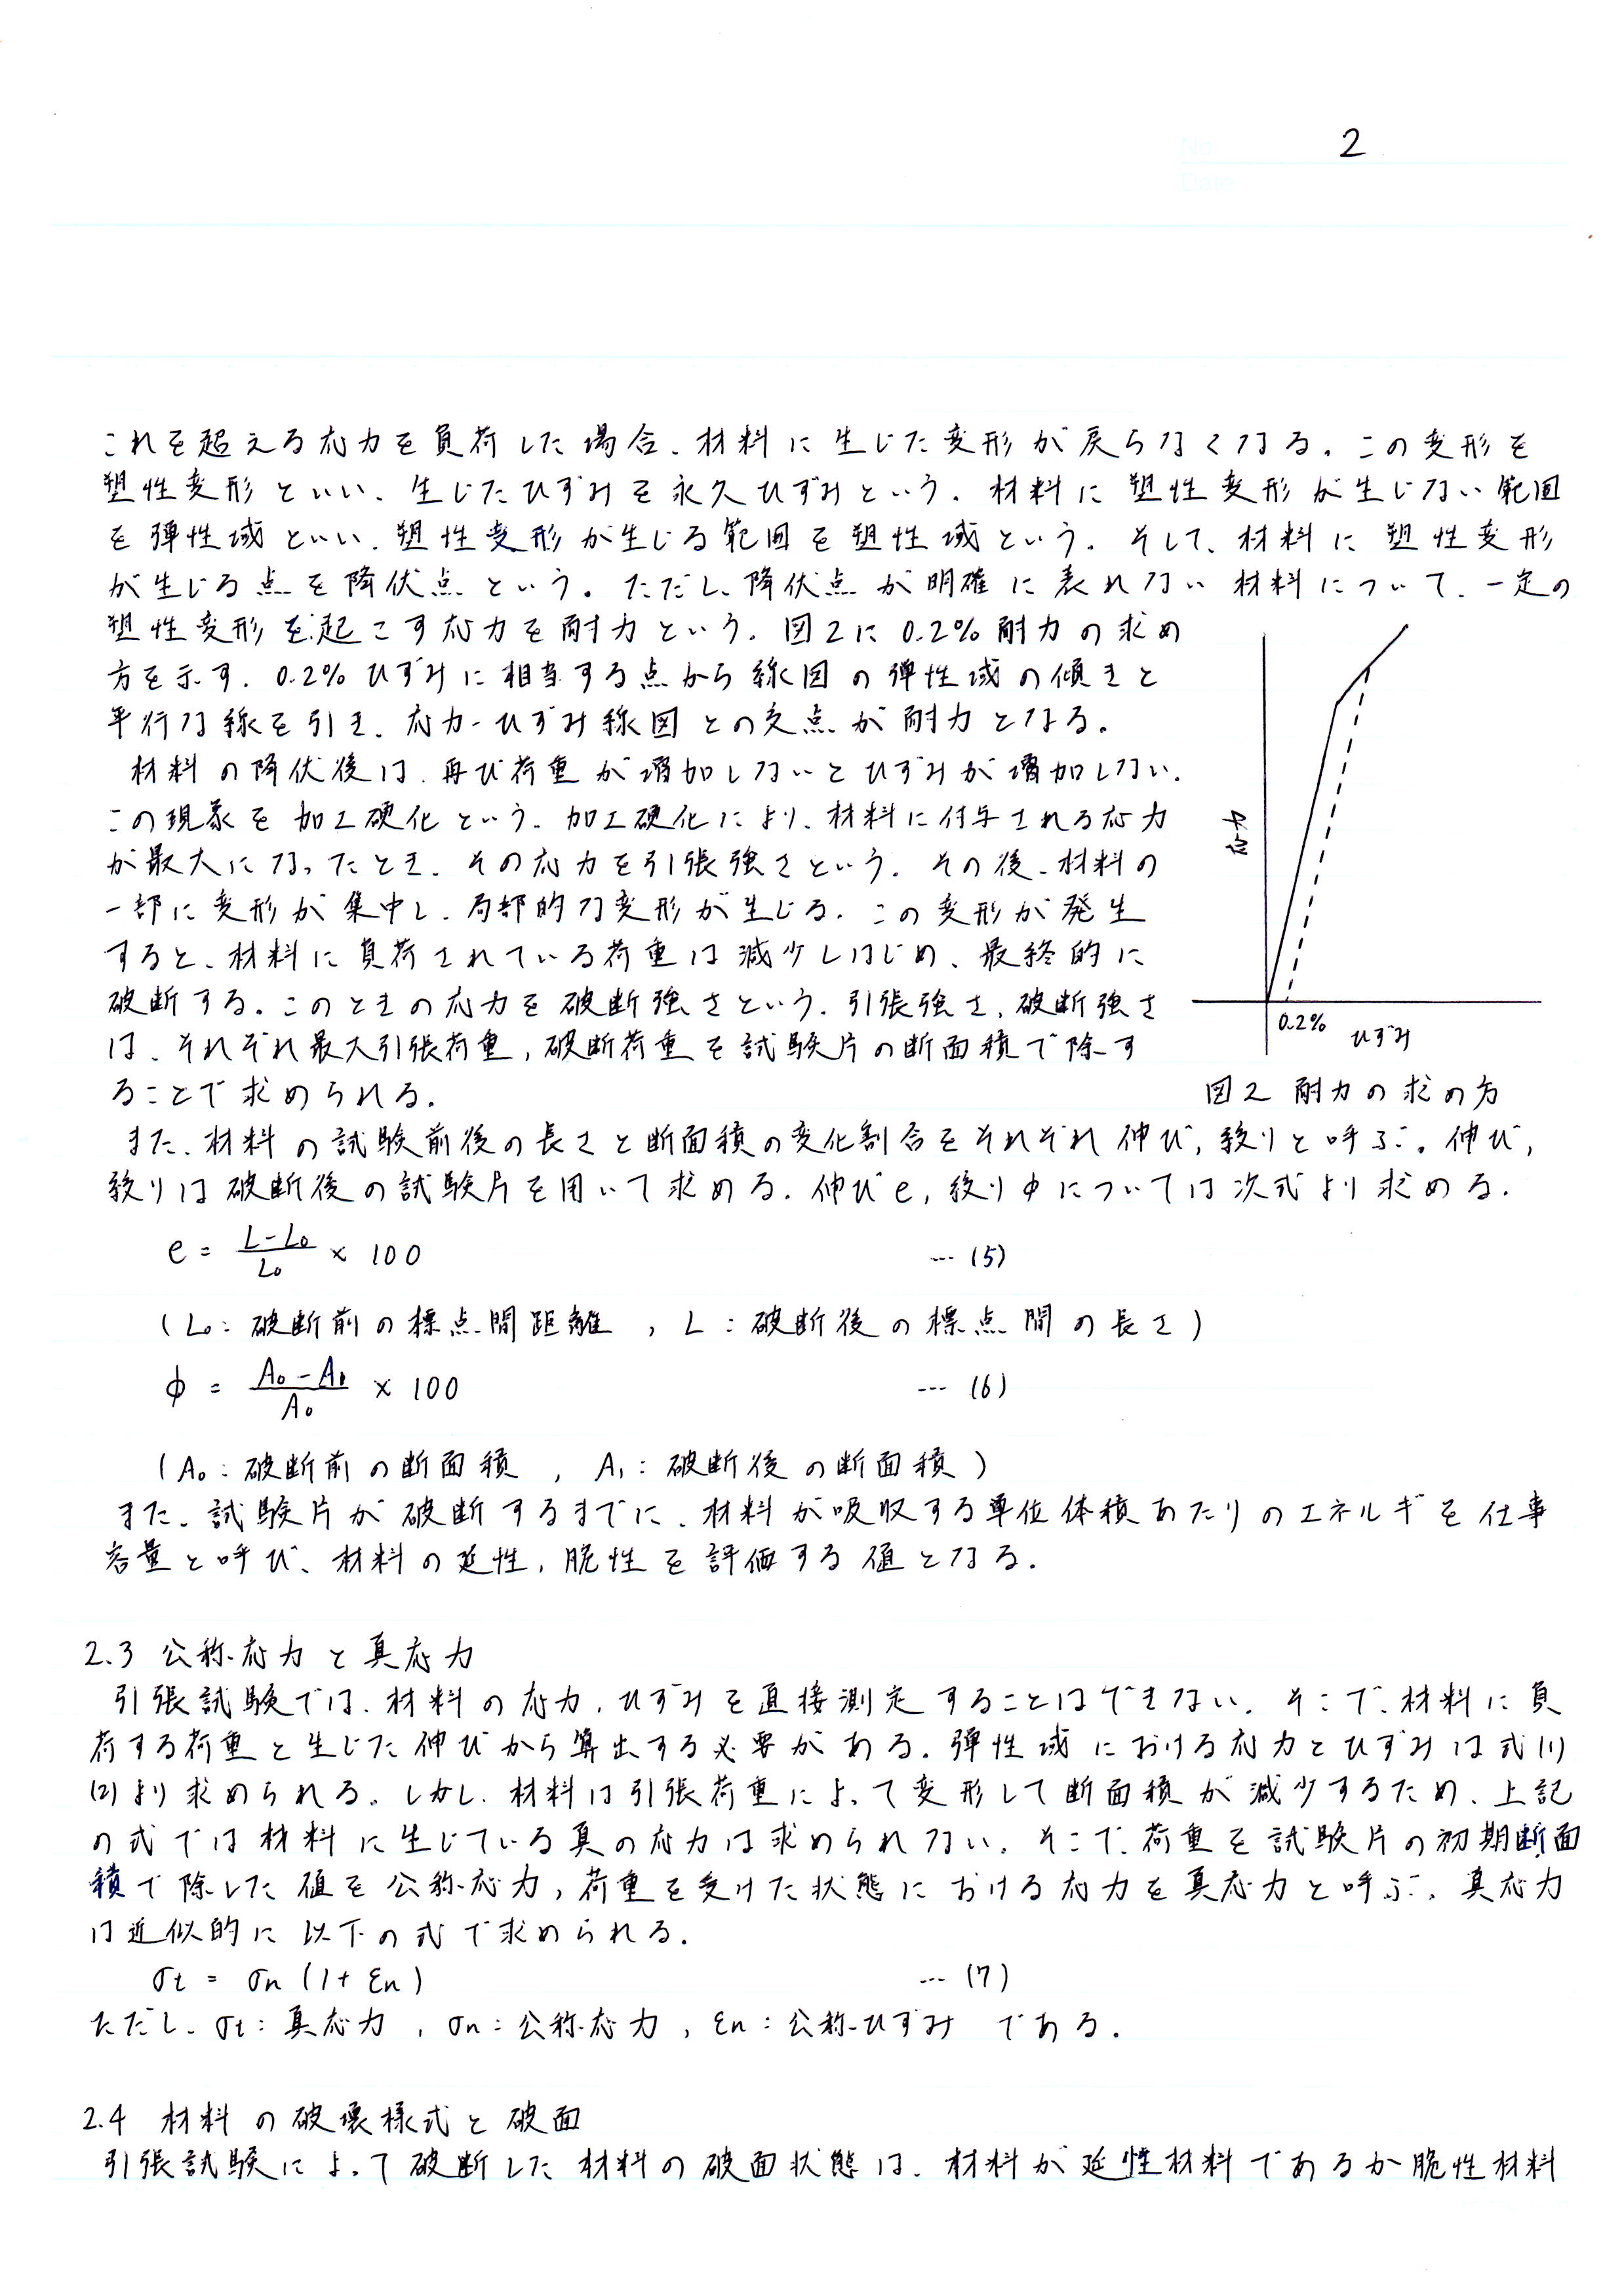 No.
2
Date
これを超える応力を負荷した場合、材料に生じた変形が戻らなくなる。この変形を
塑性変形といい、生じたひずみを永久ひずみという。材料に塑性変形が生じない範囲
を弾性域といい、塑性変形が生じる範囲を塑性域という。そして、材料に塑性変形
が生じる点を降伏点という。ただし、降伏点が明確に表れない材料について、一定の
塑性変形を起こす応力を耐力という。図2に0.2%耐力の求め
方を示す。0.2%ひずみに相当する点から線図の弾性域の傾きと
平行な線を引き、応力-ひずみ線図との交点が耐力となる。
材料の降伏後は、再び荷重が増加しないとひずみが増加しない。
この現象を加工硬化という。加工硬化により、材料に付与される応力
が最大になったとき、その応力を引張強さという。その後、材料の
一部に変形が集中し、局部的な変形が生じる。この変形が発生
すると、材料に負荷されている荷重は減少しはじめ、最終的に
破断する。このときの応力を破断強さという。引張強さ,破断強さ
は、それぞれ最大引張荷重,破断荷重を試験片の断面積で除す
ることで求められる。
応力
0.2%
ひずみ
図2 耐力の求め方
また、材料の試験前後の長さと断面積の変化割合をそれぞれ伸び,絞りと呼ぶ。伸び,
絞りは破断後の試験片を用いて求める。伸びe,絞りφについては次式より求める。
e = (L-L₀)/L₀ × 100 … (5)
(L₀:破断前の標点間距離 , L:破断後の標点間の長さ)
φ = (A₀-A₁)/A₀ × 100 … (6)
(A₀:破断前の断面積 , A₁:破断後の断面積)
また、試験片が破断するまでに、材料が吸収する単位体積あたりのエネルギを仕事
容量と呼び、材料の延性,脆性を評価する値となる。
2.3 公称応力と真応力
引張試験では、材料の応力,ひずみを直接測定することはできない。そこで、材料に負
荷する荷重と生じた伸びから算出する必要がある。弾性域における応力とひずみは式(1)
(2)より求められる。しかし、材料は引張荷重によって変形して断面積が減少するため、上記
の式では材料に生じている真の応力は求められない。そこで、荷重を試験片の初期断面
積で除した値を公称応力,荷重を受けた状態における応力を真応力と呼ぶ。真応力
は近似的に以下の式で求められる。
σt = σn (1+εn) … (7)
ただし、σt:真応力 , σn:公称応力 , εn:公称ひずみ である。
2.4 材料の破壊様式と破面
引張試験によって破断した材料の破面状態は、材料が延性材料であるか脆性材料